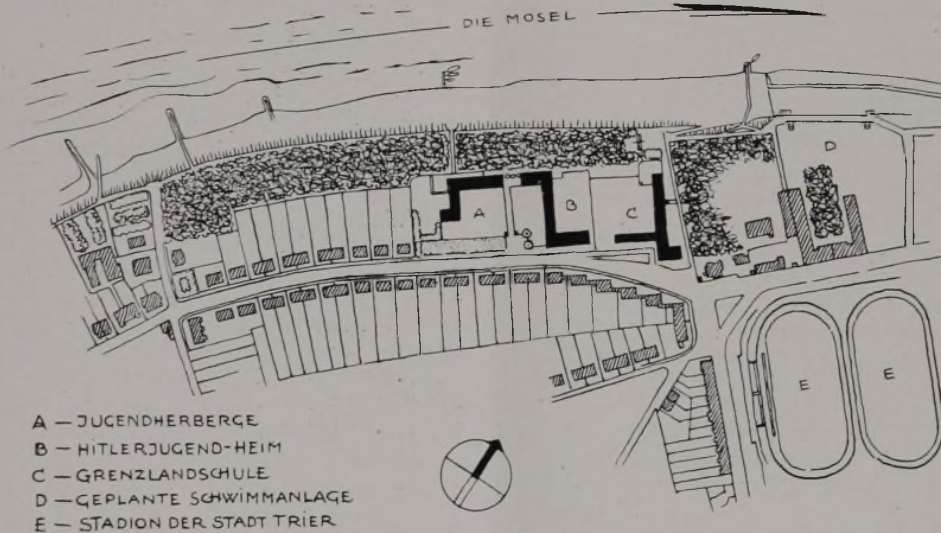 DIE MOSEL
A
B
C
D
E
E
A — JUGENDHERBERGE
B — HITLERJUGEND-HEIM
C — GRENZLANDSCHULE
D — GEPLANTE SCHWIMMANLAGE
E — STADION DER STADT TRIER